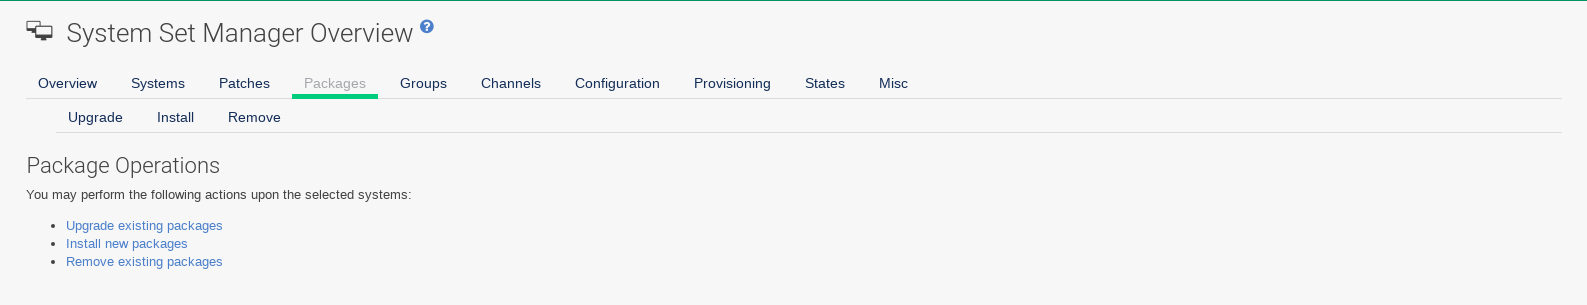 System Set Manager Overview ?
Overview Systems Patches Packages Groups Channels Configuration Provisioning States Misc
Upgrade Install Remove
Package Operations
You may perform the following actions upon the selected systems:
Upgrade existing packages
Install new packages
Remove existing packages